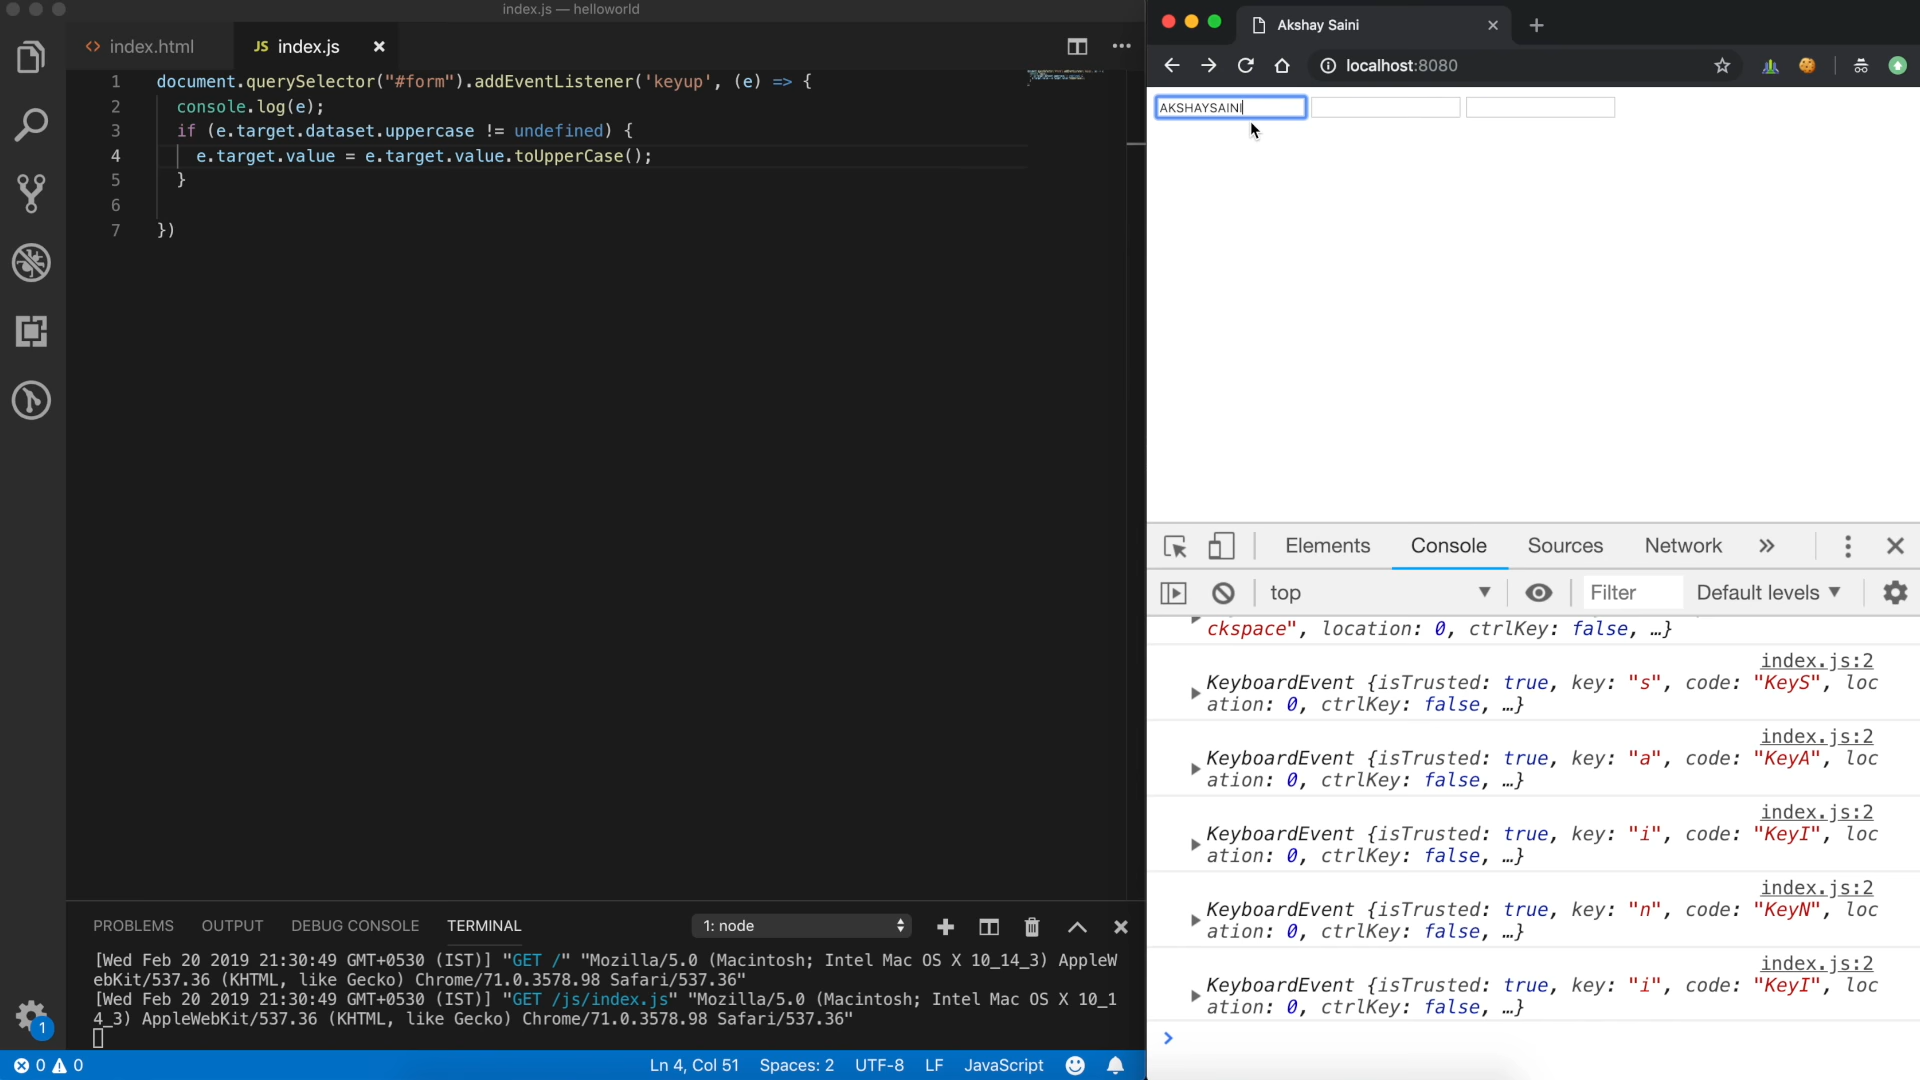 index.js — helloworld
index.html
JS index.js
1 document.querySelector("#form").addEventListener('keyup', (e) => {
2 console.log(e);
3 if (e.target.dataset.uppercase != undefined) {
4 e.target.value = e.target.value.toUpperCase();
5 }
6
7 })
PROBLEMS OUTPUT DEBUG CONSOLE TERMINAL 1: node
[Wed Feb 20 2019 21:30:49 GMT+0530 (IST)] "GET /" "Mozilla/5.0 (Macintosh; Intel Mac OS X 10_14_3) AppleW
ebKit/537.36 (KHTML, like Gecko) Chrome/71.0.3578.98 Safari/537.36"
[Wed Feb 20 2019 21:30:49 GMT+0530 (IST)] "GET /js/index.js" "Mozilla/5.0 (Macintosh; Intel Mac OS X 10_1
4_3) AppleWebKit/537.36 (KHTML, like Gecko) Chrome/71.0.3578.98 Safari/537.36"
1
0 0 Ln 4, Col 51 Spaces: 2 UTF-8 LF JavaScript
Akshay Saini
localhost:8080
AKSHAYSAINI
Elements Console Sources Network
top Filter Default levels
ckspace", location: 0, ctrlKey: false, …}
index.js:2
KeyboardEvent {isTrusted: true, key: "s", code: "KeyS", loc
ation: 0, ctrlKey: false, …}
index.js:2
KeyboardEvent {isTrusted: true, key: "a", code: "KeyA", loc
ation: 0, ctrlKey: false, …}
index.js:2
KeyboardEvent {isTrusted: true, key: "i", code: "KeyI", loc
ation: 0, ctrlKey: false, …}
index.js:2
KeyboardEvent {isTrusted: true, key: "n", code: "KeyN", loc
ation: 0, ctrlKey: false, …}
index.js:2
KeyboardEvent {isTrusted: true, key: "i", code: "KeyI", loc
ation: 0, ctrlKey: false, …}